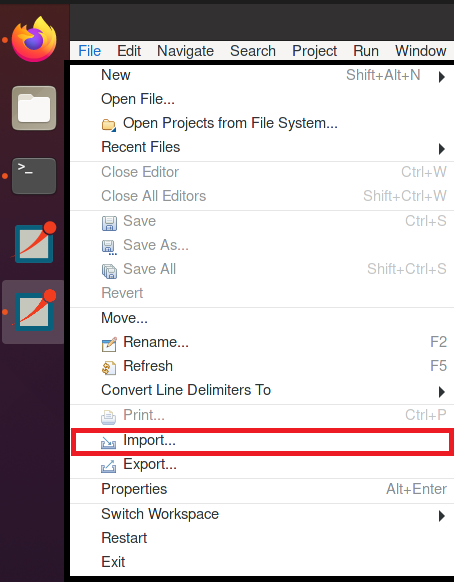 File Edit Navigate Search Project Run Window
New Shift+Alt+N
Open File...
Open Projects from File System...
Recent Files
Close Editor Ctrl+W
Close All Editors Shift+Ctrl+W
Save Ctrl+S
Save As...
Save All Shift+Ctrl+S
Revert
Move...
Rename... F2
Refresh F5
Convert Line Delimiters To
Print... Ctrl+P
Import...
Export...
Properties Alt+Enter
Switch Workspace
Restart
Exit
>_